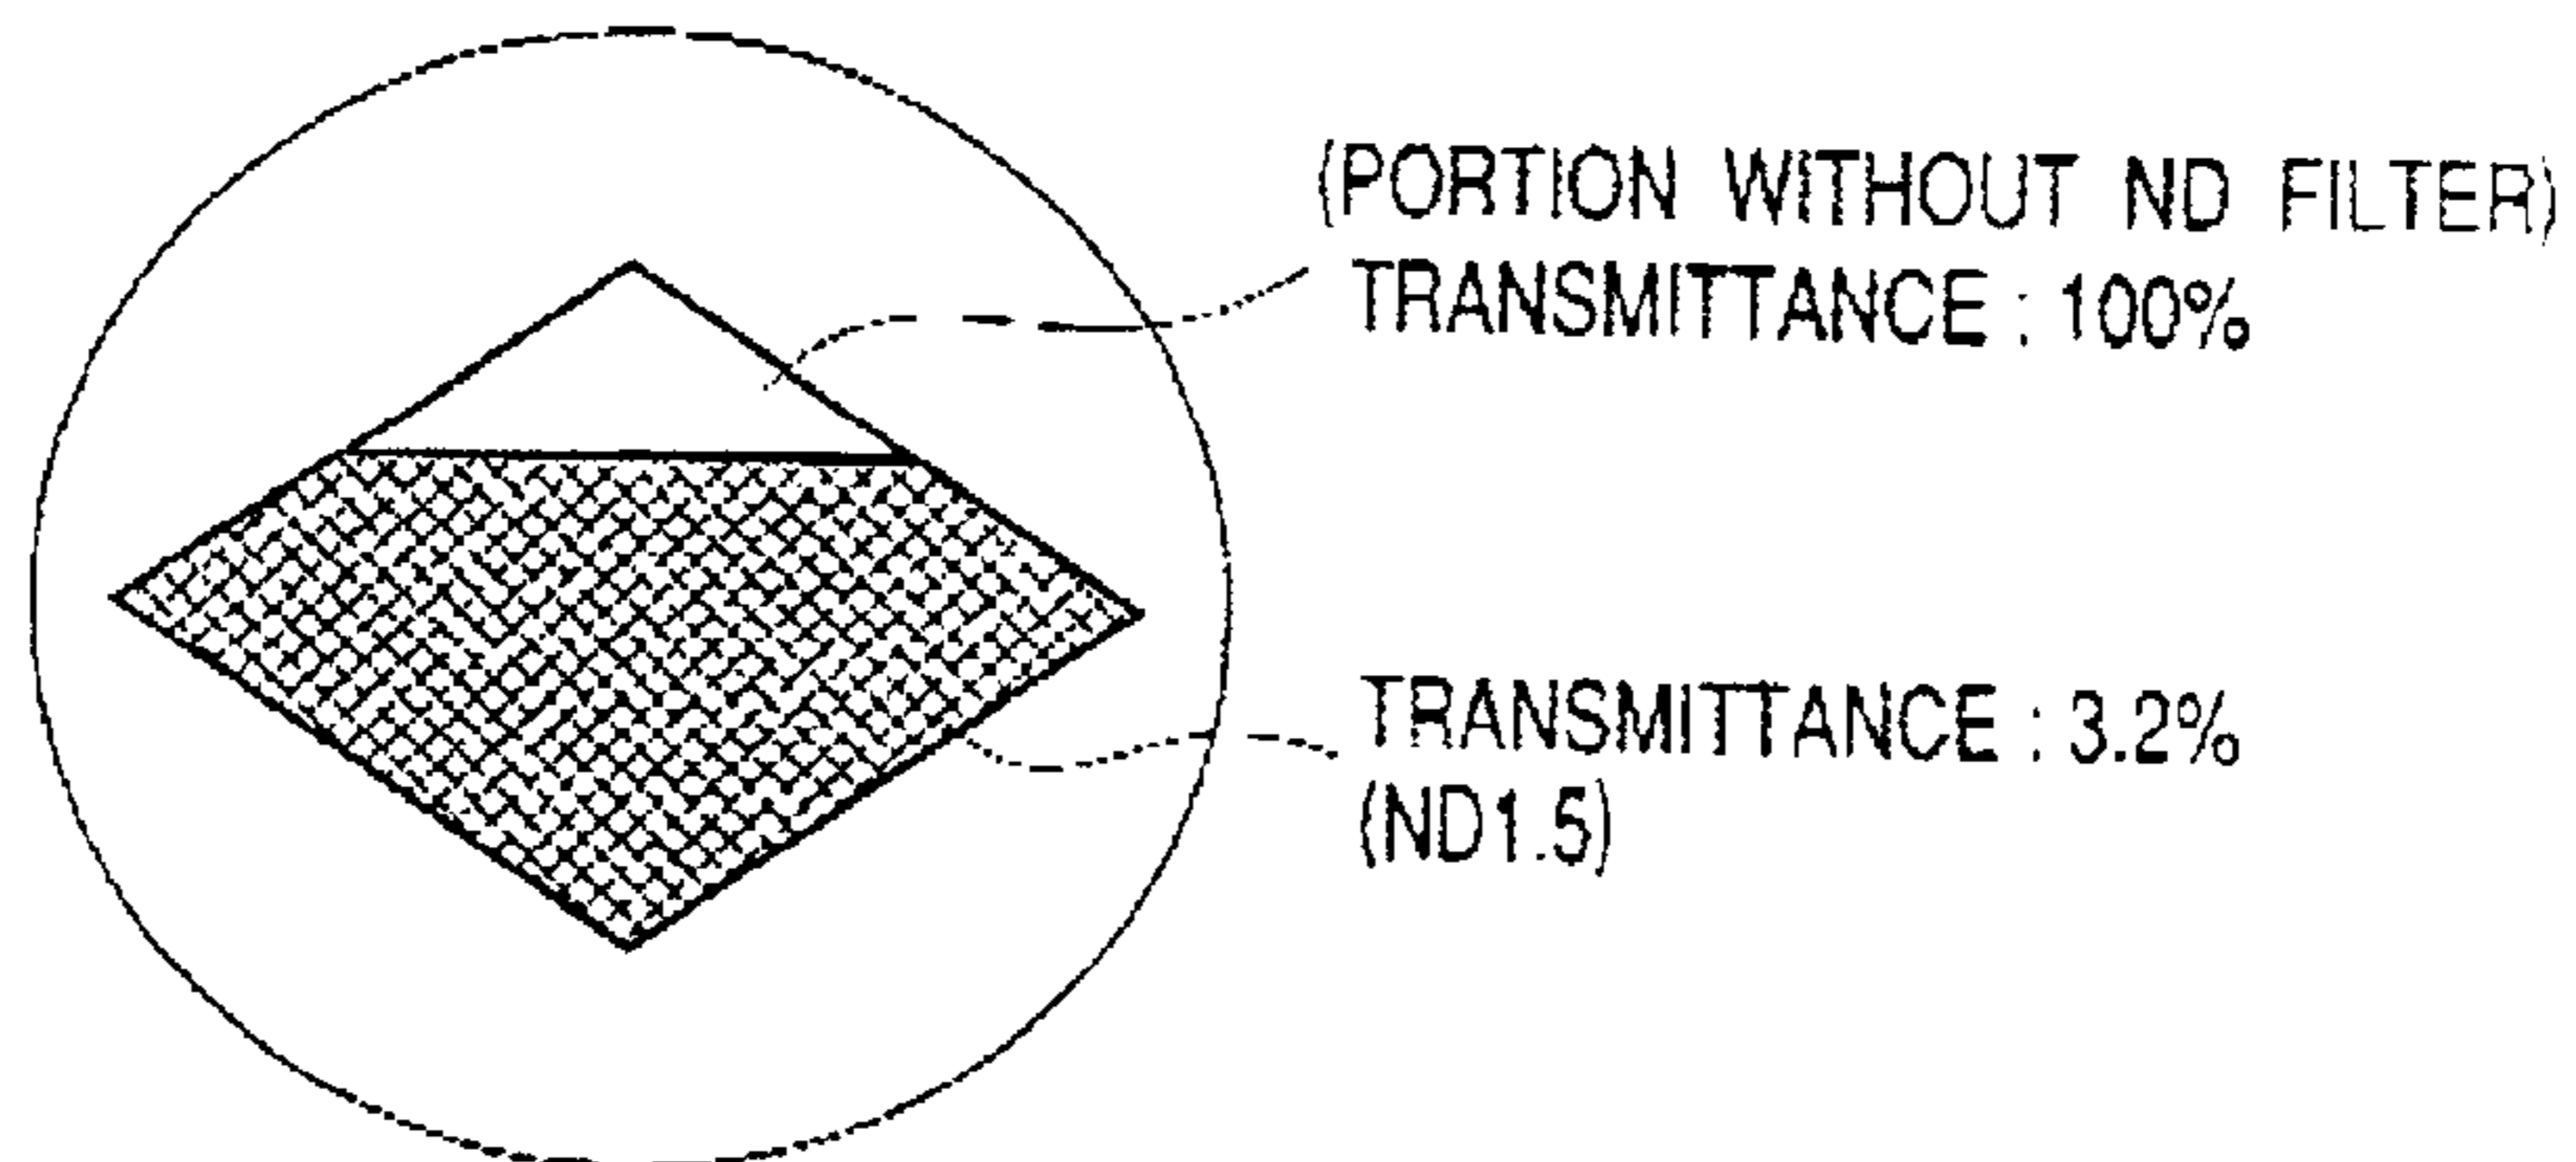 (PORTION WITHOUT ND FILTER)
TRANSMITTANCE : 100%
TRANSMITTANCE : 3.2%
(ND1.5)